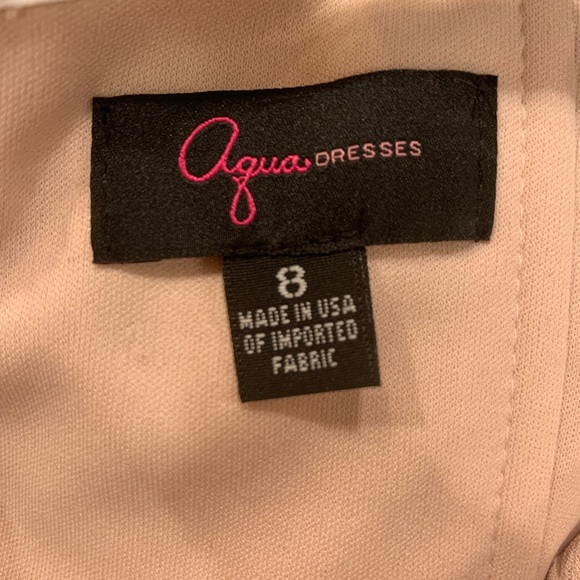 Aqua DRESSES
8
MADE IN USA
OF IMPORTED
FABRIC